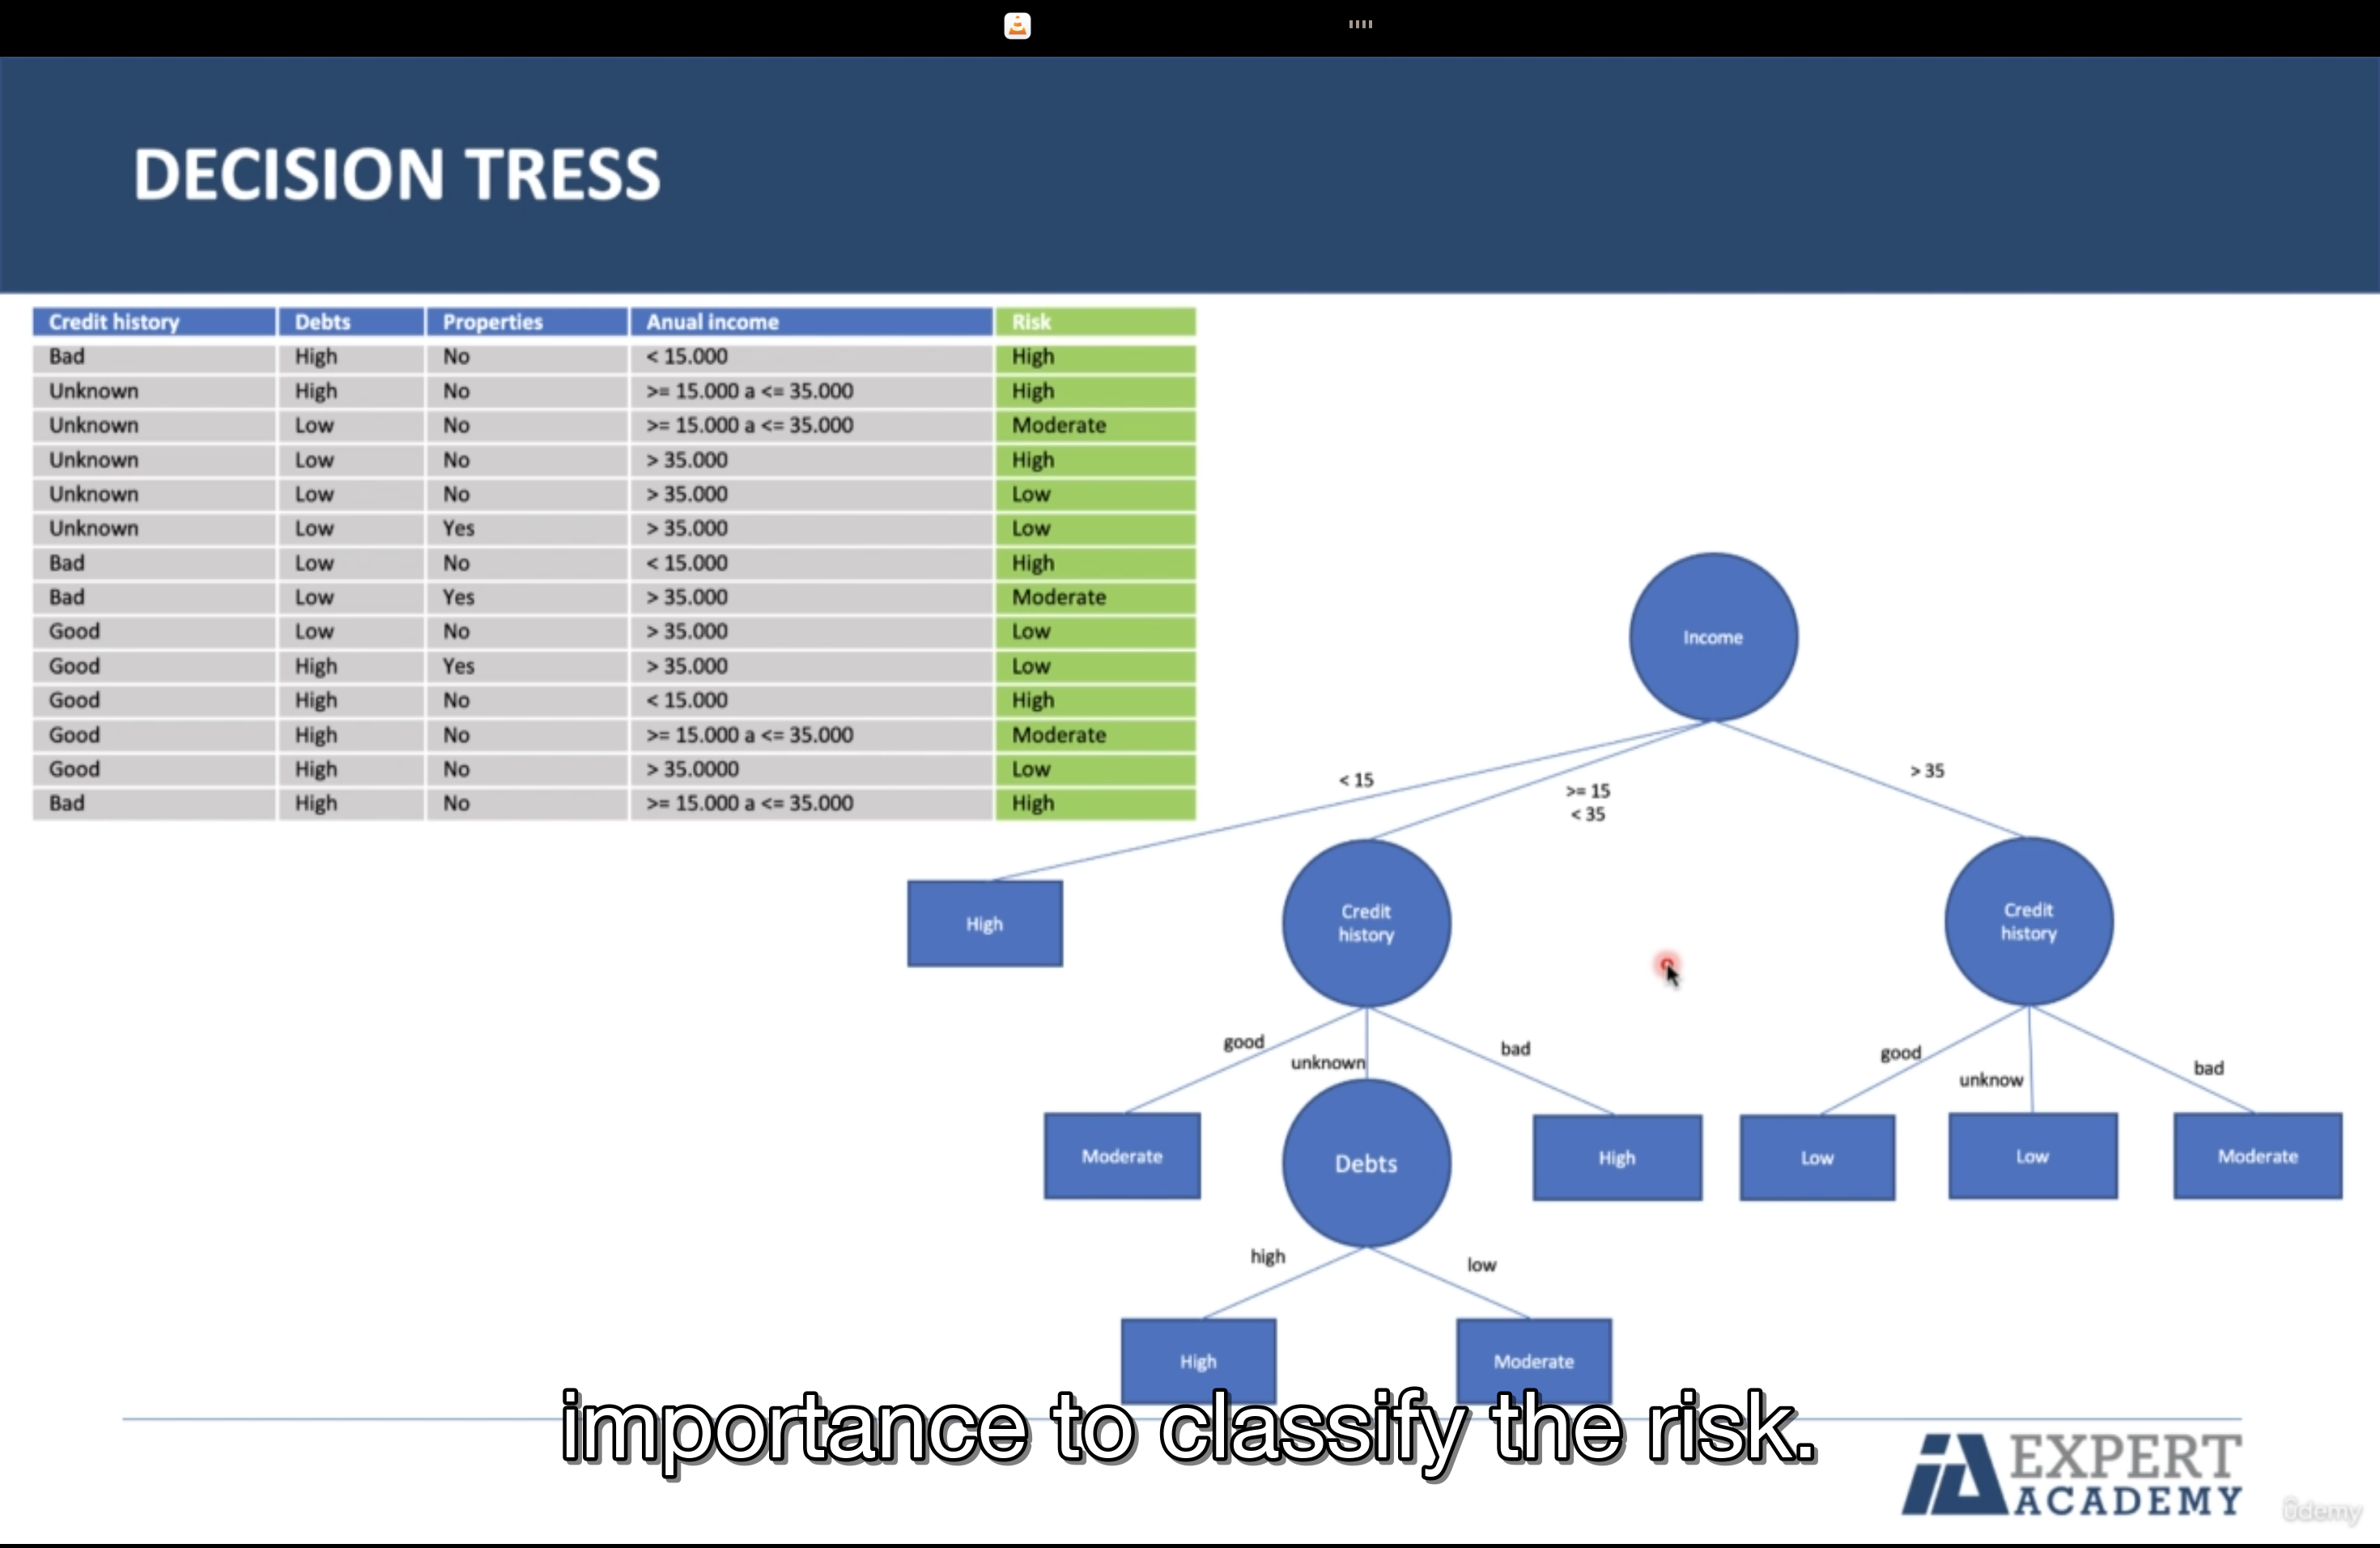 DECISION TRESS
Credit history Debts Properties Anual income Risk
Bad High No < 15.000 High
Unknown High No >= 15.000 a <= 35.000 High
Unknown Low No >= 15.000 a <= 35.000 Moderate
Unknown Low No > 35.000 High
Unknown Low No > 35.000 Low
Unknown Low Yes > 35.000 Low
Bad Low No < 15.000 High
Bad Low Yes > 35.000 Moderate
Good Low No > 35.000 Low
Good High Yes > 35.000 Low
Good High No < 15.000 High
Good High No >= 15.000 a <= 35.000 Moderate
Good High No > 35.0000 Low
Bad High No >= 15.000 a <= 35.000 High
Income
< 15
>= 15
< 35
> 35
High
Credit
history
Credit
history
good
unknown
bad
good
unknow
bad
Moderate
Debts
High
Low
Low
Moderate
high
low
High
Moderate
importance to classify the risk.
iA EXPERT
ACADEMY
ûdemy